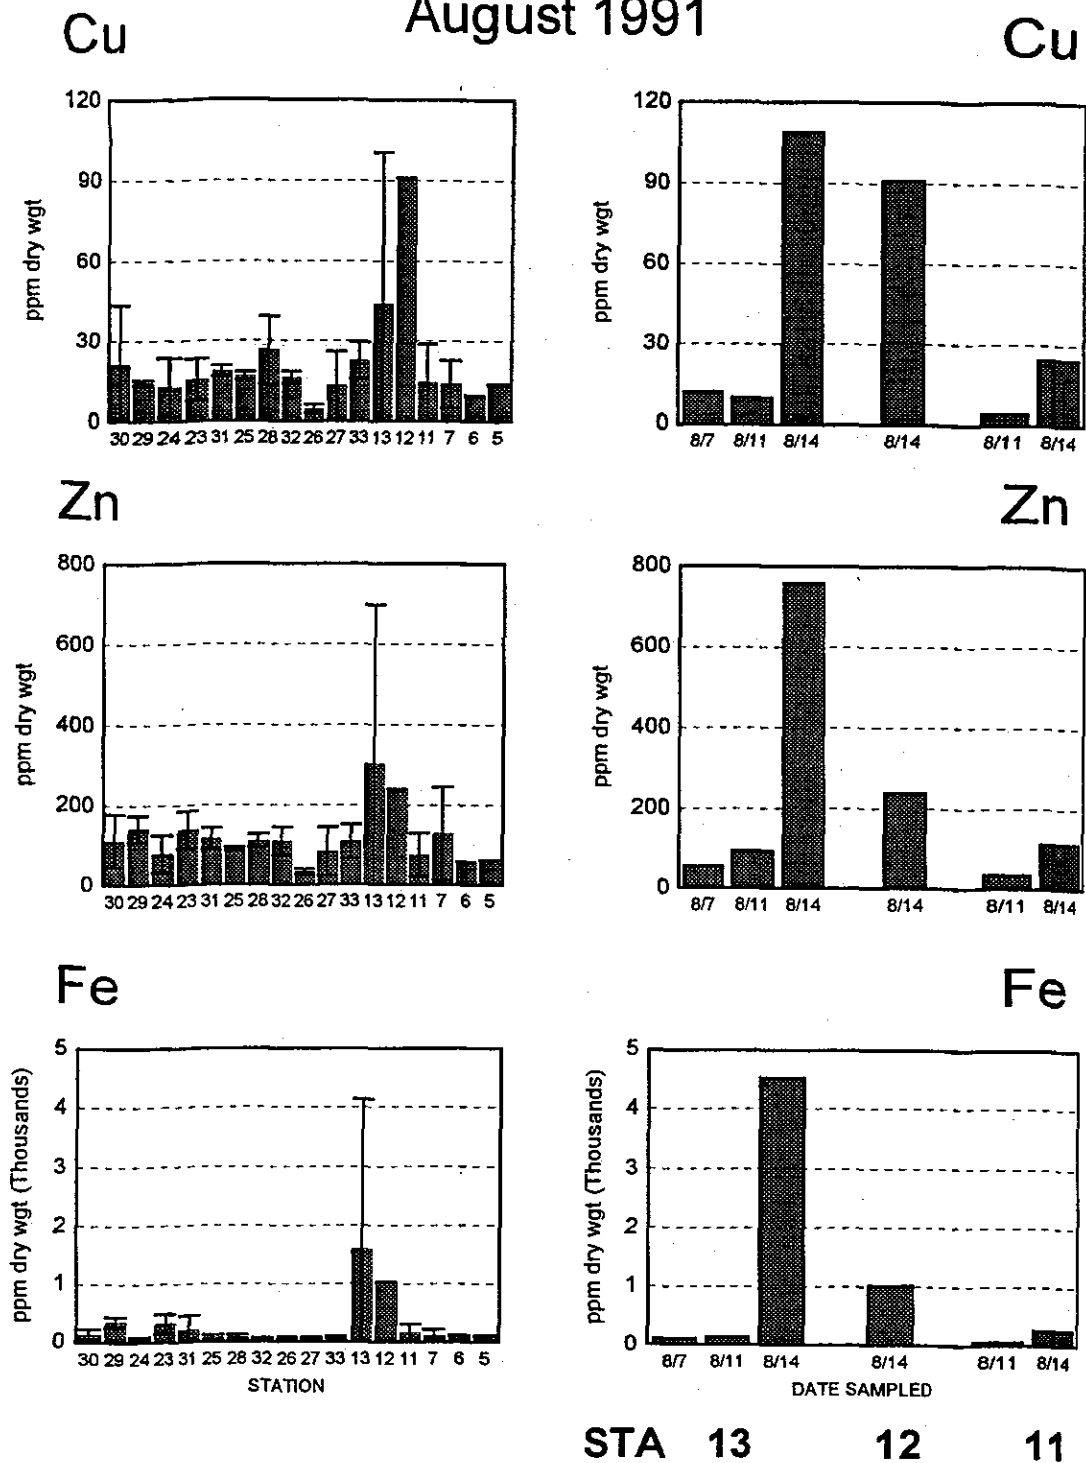 August 1991
Cu
Cu
120
90
60
30
0
ppm dry wgt
30 29 24 23 31 25 28 32 26 27 33 13 12 11 7 6 5
120
90
60
30
0
ppm dry wgt
8/7 8/11 8/14 8/14 8/11 8/14
Zn
Zn
800
600
400
200
0
ppm dry wgt
30 29 24 23 31 25 28 32 26 27 33 13 12 11 7 6 5
800
600
400
200
0
ppm dry wgt
8/7 8/11 8/14 8/14 8/11 8/14
Fe
Fe
5
4
3
2
1
0
ppm dry wgt (Thousands)
30 29 24 23 31 25 28 32 26 27 33 13 12 11 7 6 5
STATION
5
4
3
2
1
0
ppm dry wgt (Thousands)
8/7 8/11 8/14 8/14 8/11 8/14
DATE SAMPLED
STA 13 12 11